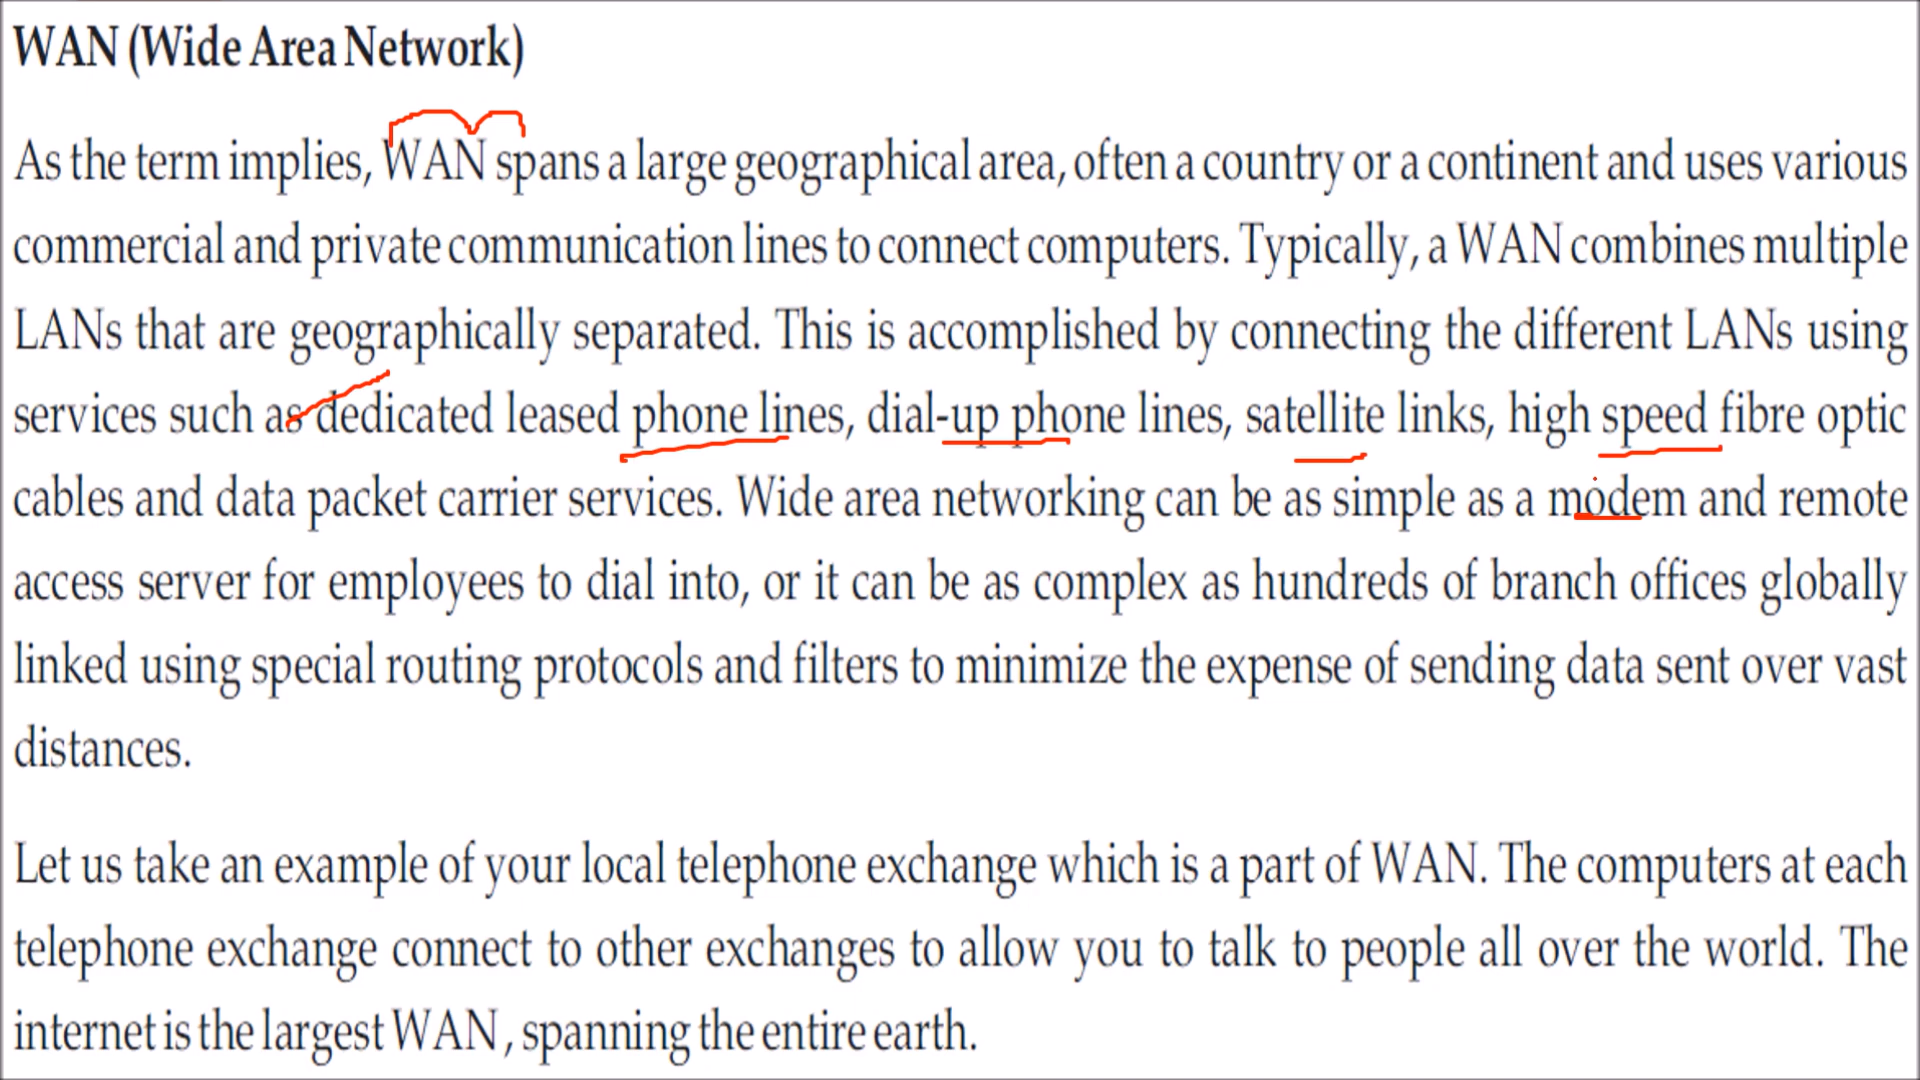 WAN (Wide Area Network)
As the term implies, WAN spans a large geographical area, often a country or a continent and uses various
commercial and private communication lines to connect computers. Typically, a WAN combines multiple
LANs that are geographically separated. This is accomplished by connecting the different LANs using
services such as dedicated leased phone lines, dial-up phone lines, satellite links, high speed fibre optic
cables and data packet carrier services. Wide area networking can be as simple as a modem and remote
access server for employees to dial into, or it can be as complex as hundreds of branch offices globally
linked using special routing protocols and filters to minimize the expense of sending data sent over vast
distances.
Let us take an example of your local telephone exchange which is a part of WAN. The computers at each
telephone exchange connect to other exchanges to allow you to talk to people all over the world. The
internet is the largest WAN, spanning the entire earth.